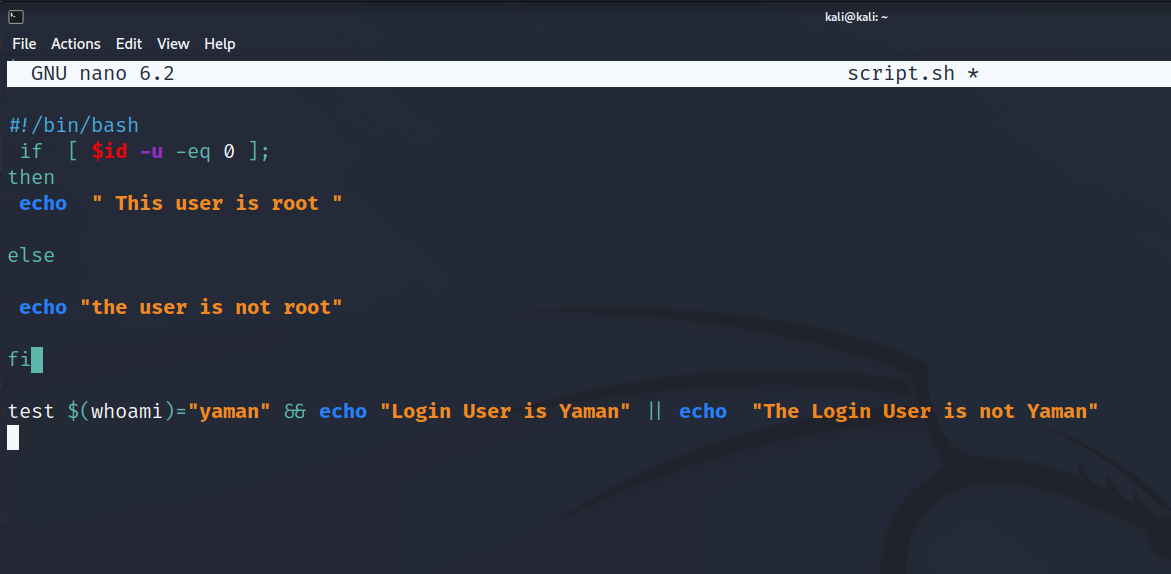 kali@kali: ~
File Actions Edit View Help
GNU nano 6.2 script.sh *
#!/bin/bash
if [ $id -u -eq 0 ];
then
echo " This user is root "
else
echo "the user is not root"
fi
test $(whoami)="yaman" && echo "Login User is Yaman" || echo "The Login User is not Yaman"